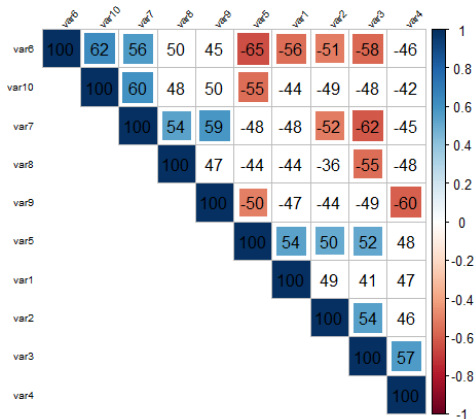 var6 var10 var7 var8 var9 var5 var1 var2 var3 var4
var6 100 62 56 50 45 -65 -56 -51 -58 -46
var10 100 60 48 50 -55 -44 -49 -48 -42
var7 100 54 59 -48 -48 -52 -62 -45
var8 100 47 -44 -44 -36 -55 -48
var9 100 -50 -47 -44 -49 -60
var5 100 54 50 52 48
var1 100 49 41 47
var2 100 54 46
var3 100 57
var4 100
1
0.8
0.6
0.4
0.2
0
-0.2
-0.4
-0.6
-0.8
-1